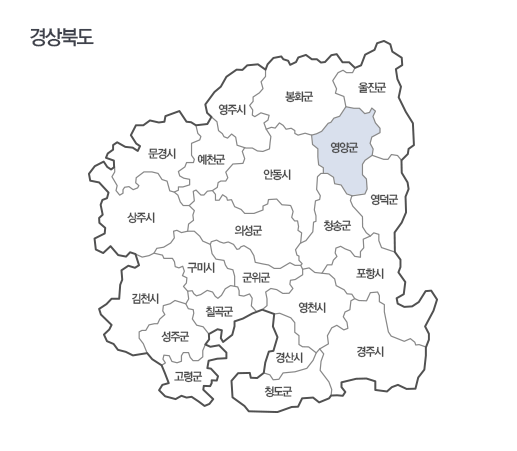 경상북도
울진군
봉화군
영주시
영양군
문경시
예천군
안동시
영덕군
상주시
청송군
의성군
구미시
군위군
포항시
김천시
칠곡군
영천시
성주군
경산시
경주시
고령군
청도군